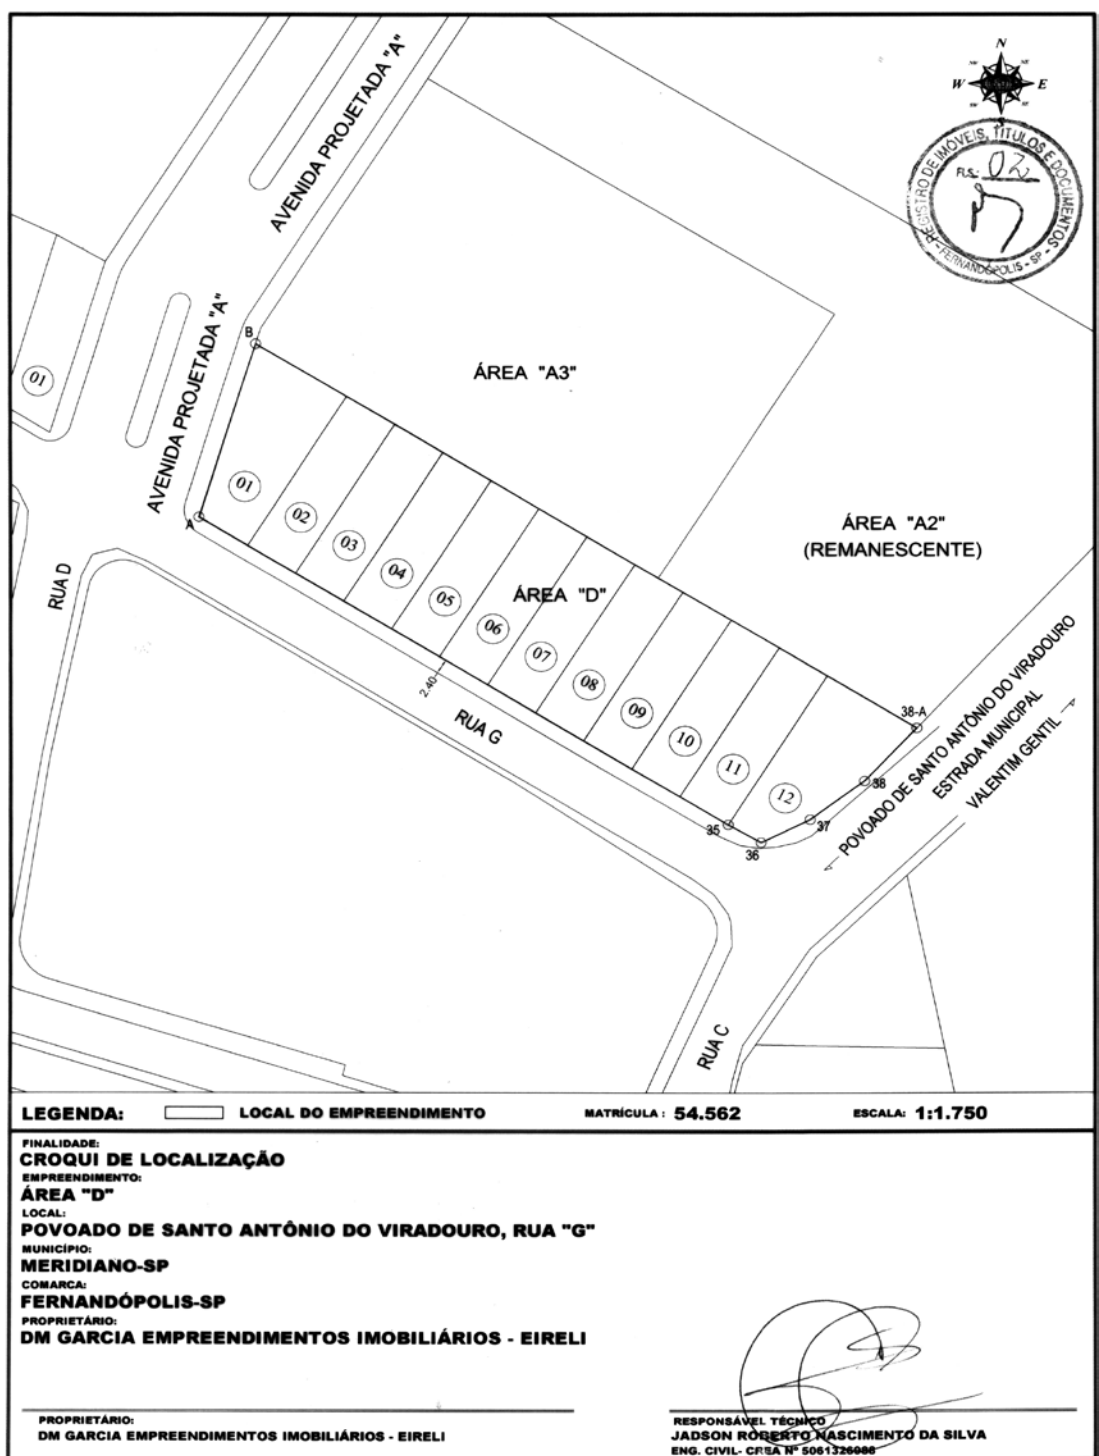 AVENIDA PROJETADA "A"
N
NW
NE
W
E
SW
SE
S
REGISTRO DE IMÓVEIS, TÍTULOS E DOCUMENTOS
FLS. 02
- FERNANDÓPOLIS - SP -
AVENIDA PROJETADA "A"
B
ÁREA "A3"
01
A
01
02
03
04
05
06
07
08
09
10
11
12
ÁREA "D"
ÁREA "A2"
(REMANESCENTE)
RUA D
2.40
RUA G
38-A
38
37
36
35
POVOADO DE SANTO ANTÔNIO DO VIRADOURO
ESTRADA MUNICIPAL
VALENTIM GENTIL
RUA C
LEGENDA: LOCAL DO EMPREENDIMENTO MATRÍCULA : 54.562 ESCALA: 1:1.750
FINALIDADE:
CROQUI DE LOCALIZAÇÃO
EMPREENDIMENTO:
ÁREA "D"
LOCAL:
POVOADO DE SANTO ANTÔNIO DO VIRADOURO, RUA "G"
MUNICÍPIO:
MERIDIANO-SP
COMARCA:
FERNANDÓPOLIS-SP
PROPRIETÁRIO:
DM GARCIA EMPREENDIMENTOS IMOBILIÁRIOS - EIRELI
PROPRIETÁRIO:
DM GARCIA EMPREENDIMENTOS IMOBILIÁRIOS - EIRELI
RESPONSÁVEL TÉCNICO
JADSON ROBERTO NASCIMENTO DA SILVA
ENG. CIVIL- CREA Nº 5061326086